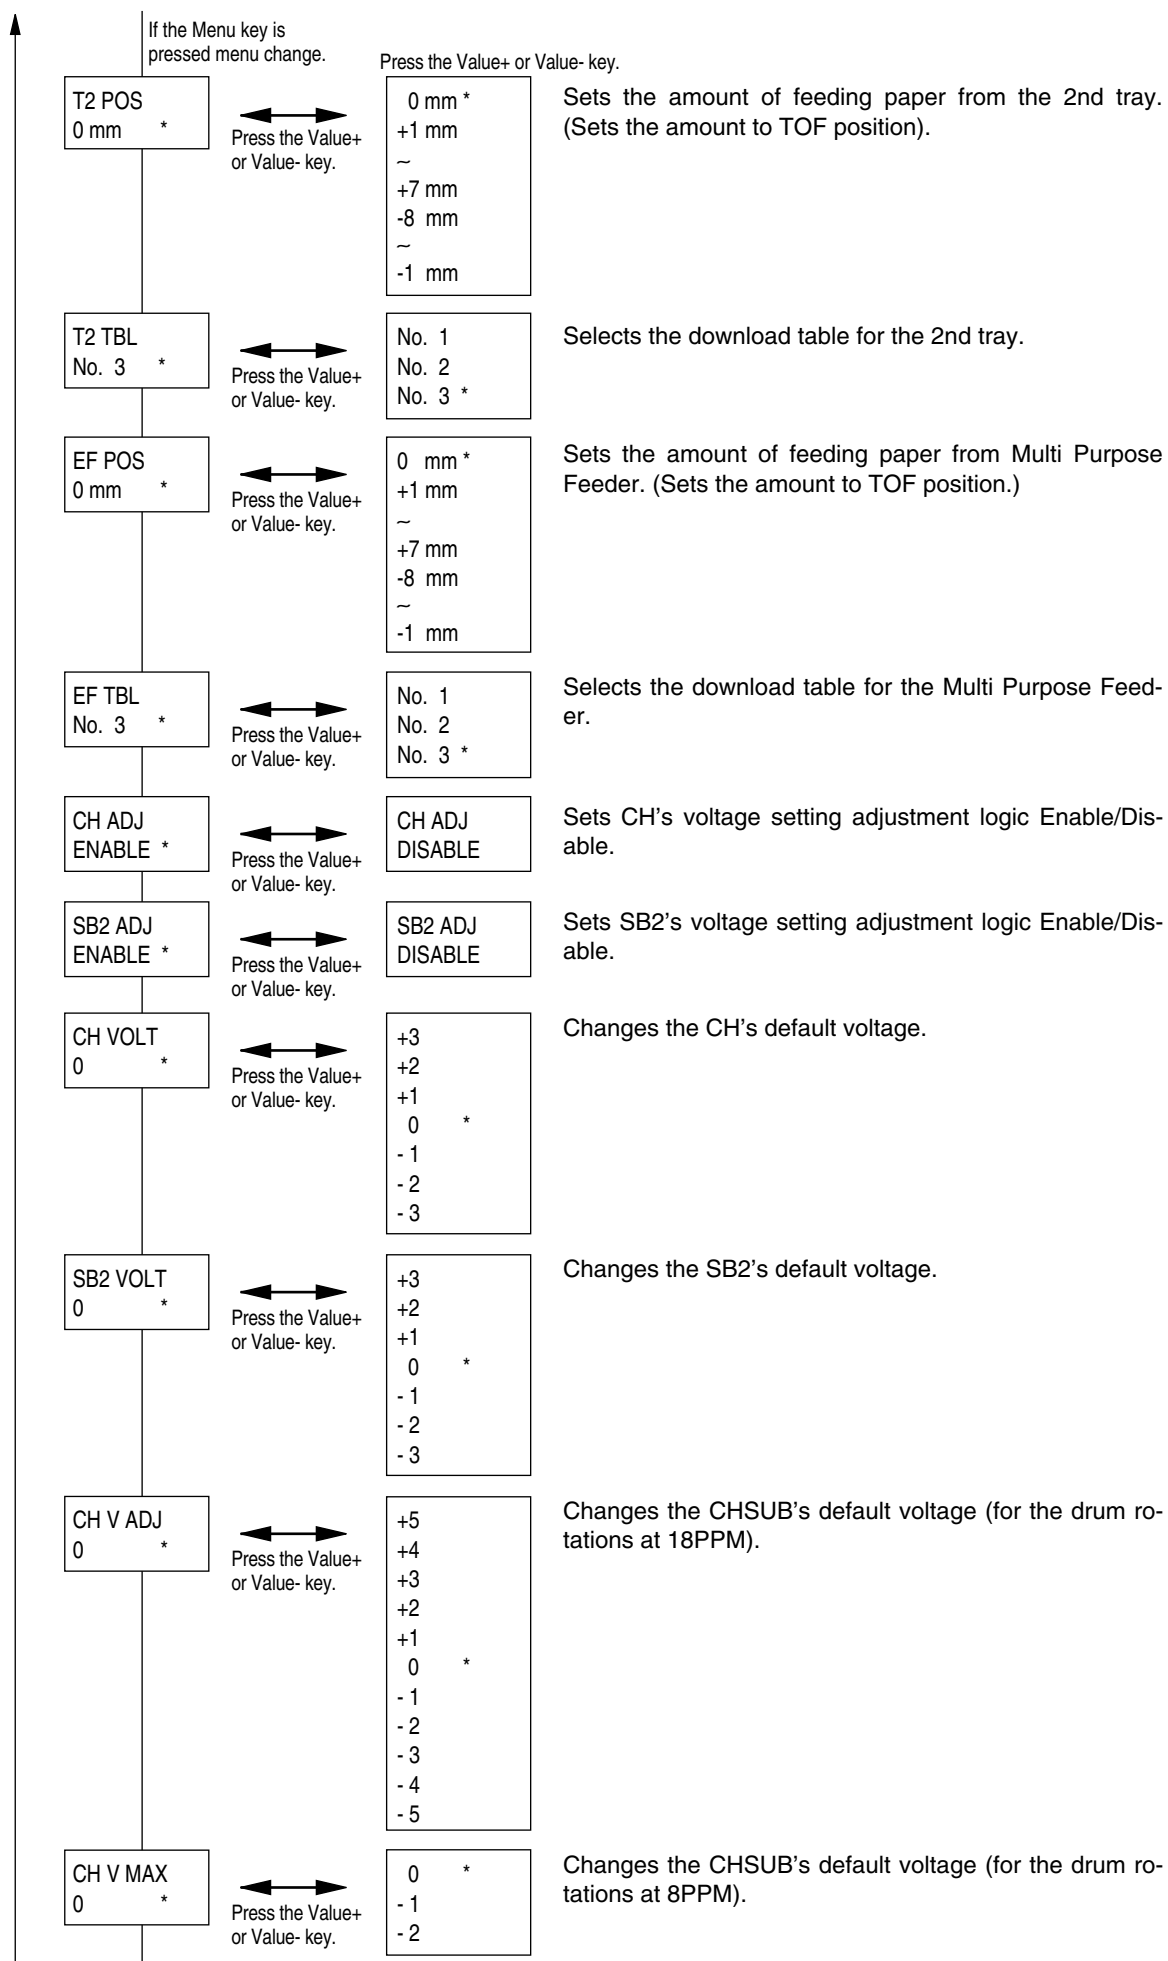 If the Menu key is
pressed menu change.
Press the Value+ or Value- key.
T2 POS
0 mm *
Press the Value+
or Value- key.
0 mm *
+1 mm
~
+7 mm
-8 mm
~
-1 mm
Sets the amount of feeding paper from the 2nd tray.
(Sets the amount to TOF position).
T2 TBL
No. 3 *
Press the Value+
or Value- key.
No. 1
No. 2
No. 3 *
Selects the download table for the 2nd tray.
EF POS
0 mm *
Press the Value+
or Value- key.
0 mm *
+1 mm
~
+7 mm
-8 mm
~
-1 mm
Sets the amount of feeding paper from Multi Purpose
Feeder. (Sets the amount to TOF position.)
EF TBL
No. 3 *
Press the Value+
or Value- key.
No. 1
No. 2
No. 3 *
Selects the download table for the Multi Purpose Feed-
er.
CH ADJ
ENABLE *
Press the Value+
or Value- key.
CH ADJ
DISABLE
Sets CH's voltage setting adjustment logic Enable/Dis-
able.
SB2 ADJ
ENABLE *
Press the Value+
or Value- key.
SB2 ADJ
DISABLE
Sets SB2's voltage setting adjustment logic Enable/Dis-
able.
CH VOLT
0 *
Press the Value+
or Value- key.
+3
+2
+1
0 *
- 1
- 2
- 3
Changes the CH's default voltage.
SB2 VOLT
0 *
Press the Value+
or Value- key.
+3
+2
+1
0 *
- 1
- 2
- 3
Changes the SB2's default voltage.
CH V ADJ
0 *
Press the Value+
or Value- key.
+5
+4
+3
+2
+1
0 *
- 1
- 2
- 3
- 4
- 5
Changes the CHSUB's default voltage (for the drum ro-
tations at 18PPM).
CH V MAX
0 *
Press the Value+
or Value- key.
0 *
- 1
- 2
Changes the CHSUB's default voltage (for the drum ro-
tations at 8PPM).